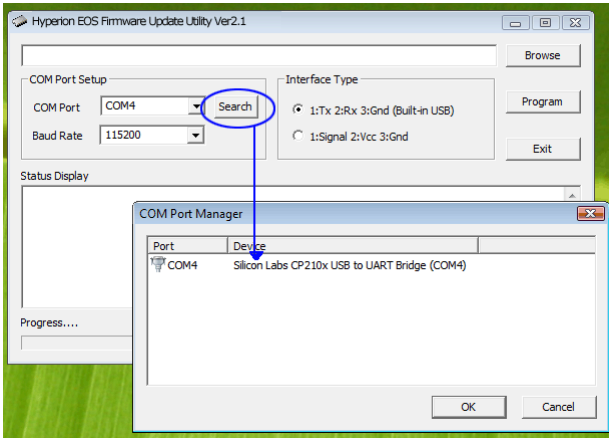 Hyperion EOS Firmware Update Utility Ver2.1
Browse
COM Port Setup
Interface Type
COM Port COM4 Search
1:Tx 2:Rx 3:Gnd (Built-in USB)
Program
Baud Rate 115200
1:Signal 2:Vcc 3:Gnd
Exit
Status Display
COM Port Manager
Port Device
COM4 Silicon Labs CP210x USB to UART Bridge (COM4)
Progress....
OK Cancel